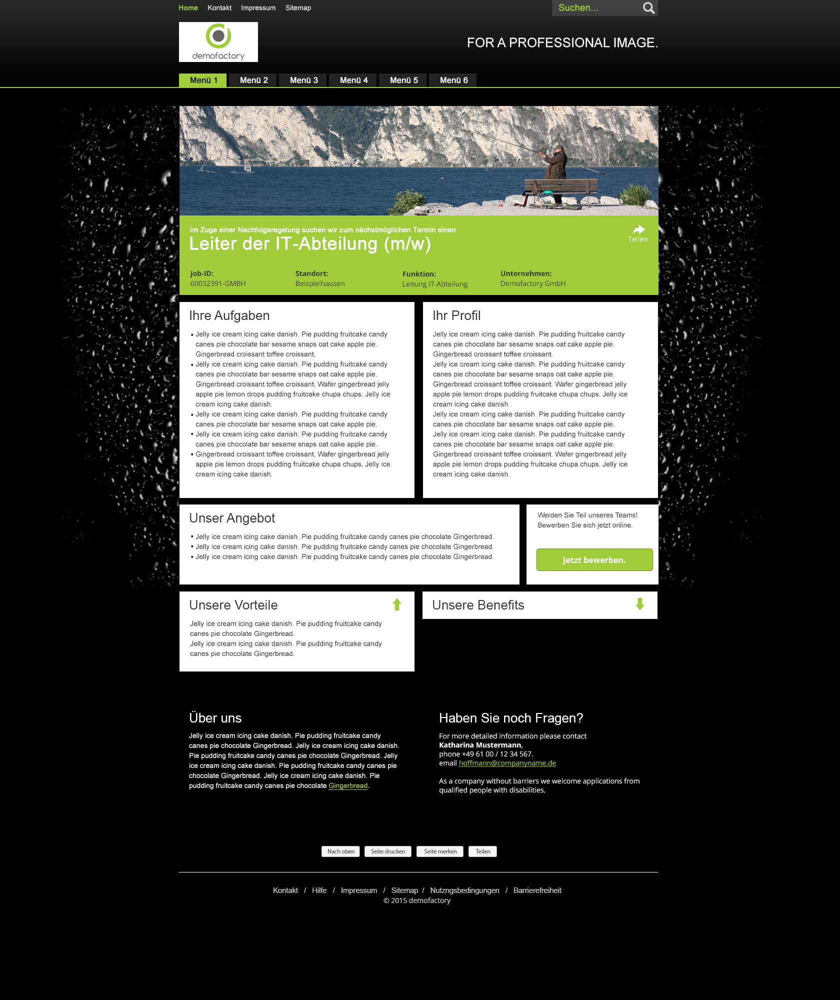 Home Kontakt Impressum Sitemap Suchen...
demofactory
FOR A PROFESSIONAL IMAGE.
Menü 1 Menü 2 Menü 3 Menü 4 Menü 5 Menü 6
Im Zuge einer Nachfolgeregelung suchen wir zum nächstmöglichen Termin einen
Leiter der IT-Abteilung (m/w)
Teilen
Job-ID: Standort: Funktion: Unternehmen:
60032391-GMBH Beispielhausen Leitung IT-Abteilung Demofactory GmbH
Ihre Aufgaben
• Jelly ice cream icing cake danish. Pie pudding fruitcake candy
canes pie chocolate bar sesame snaps oat cake apple pie.
Gingerbread croissant toffee croissant.
• Jelly ice cream icing cake danish. Pie pudding fruitcake candy
canes pie chocolate bar sesame snaps oat cake apple pie.
Gingerbread croissant toffee croissant. Wafer gingerbread jelly
apple pie lemon drops pudding fruitcake chupa chups. Jelly ice
cream icing cake danish.
• Jelly ice cream icing cake danish. Pie pudding fruitcake candy
canes pie chocolate bar sesame snaps oat cake apple pie.
• Jelly ice cream icing cake danish. Pie pudding fruitcake candy
canes pie chocolate bar sesame snaps oat cake apple pie.
• Gingerbread croissant toffee croissant. Wafer gingerbread jelly
apple pie lemon drops pudding fruitcake chupa chups. Jelly ice
cream icing cake danish.
Ihr Profil
Jelly ice cream icing cake danish. Pie pudding fruitcake candy
canes pie chocolate bar sesame snaps oat cake apple pie.
Gingerbread croissant toffee croissant.
Jelly ice cream icing cake danish. Pie pudding fruitcake candy
canes pie chocolate bar sesame snaps oat cake apple pie.
Gingerbread croissant toffee croissant. Wafer gingerbread jelly
apple pie lemon drops pudding fruitcake chupa chups. Jelly ice
cream icing cake danish.
Jelly ice cream icing cake danish. Pie pudding fruitcake candy
canes pie chocolate bar sesame snaps oat cake apple pie.
Jelly ice cream icing cake danish. Pie pudding fruitcake candy
canes pie chocolate bar sesame snaps oat cake apple pie.
Gingerbread croissant toffee croissant. Wafer gingerbread jelly
apple pie lemon drops pudding fruitcake chupa chups. Jelly ice
cream icing cake danish.
Unser Angebot
• Jelly ice cream icing cake danish. Pie pudding fruitcake candy canes pie chocolate Gingerbread.
• Jelly ice cream icing cake danish. Pie pudding fruitcake candy canes pie chocolate Gingerbread.
• Jelly ice cream icing cake danish. Pie pudding fruitcake candy canes pie chocolate Gingerbread.
Werden Sie Teil unseres Teams!
Bewerben Sie sich jetzt online.
Jetzt bewerben.
Unsere Vorteile
Jelly ice cream icing cake danish. Pie pudding fruitcake candy
canes pie chocolate Gingerbread.
Jelly ice cream icing cake danish. Pie pudding fruitcake candy
canes pie chocolate Gingerbread.
Unsere Benefits
Über uns
Jelly ice cream icing cake danish. Pie pudding fruitcake candy
canes pie chocolate Gingerbread. Jelly ice cream icing cake danish.
Pie pudding fruitcake candy canes pie chocolate Gingerbread. Jelly
ice cream icing cake danish. Pie pudding fruitcake candy canes pie
chocolate Gingerbread. Jelly ice cream icing cake danish. Pie
pudding fruitcake candy canes pie chocolate Gingerbread.
Haben Sie noch Fragen?
For more detailed information please contact
Katharina Mustermann,
phone +49 61 00 / 12 34 567.
email hoffmann@companyname.de
As a company without barriers we welcome applications from
qualified people with disabilities.
Nach oben Seite drucken Seite merken Teilen
Kontakt / Hilfe / Impressum / Sitemap / Nutzngsbedingungen / Barrierefreiheit
© 2015 demofactory